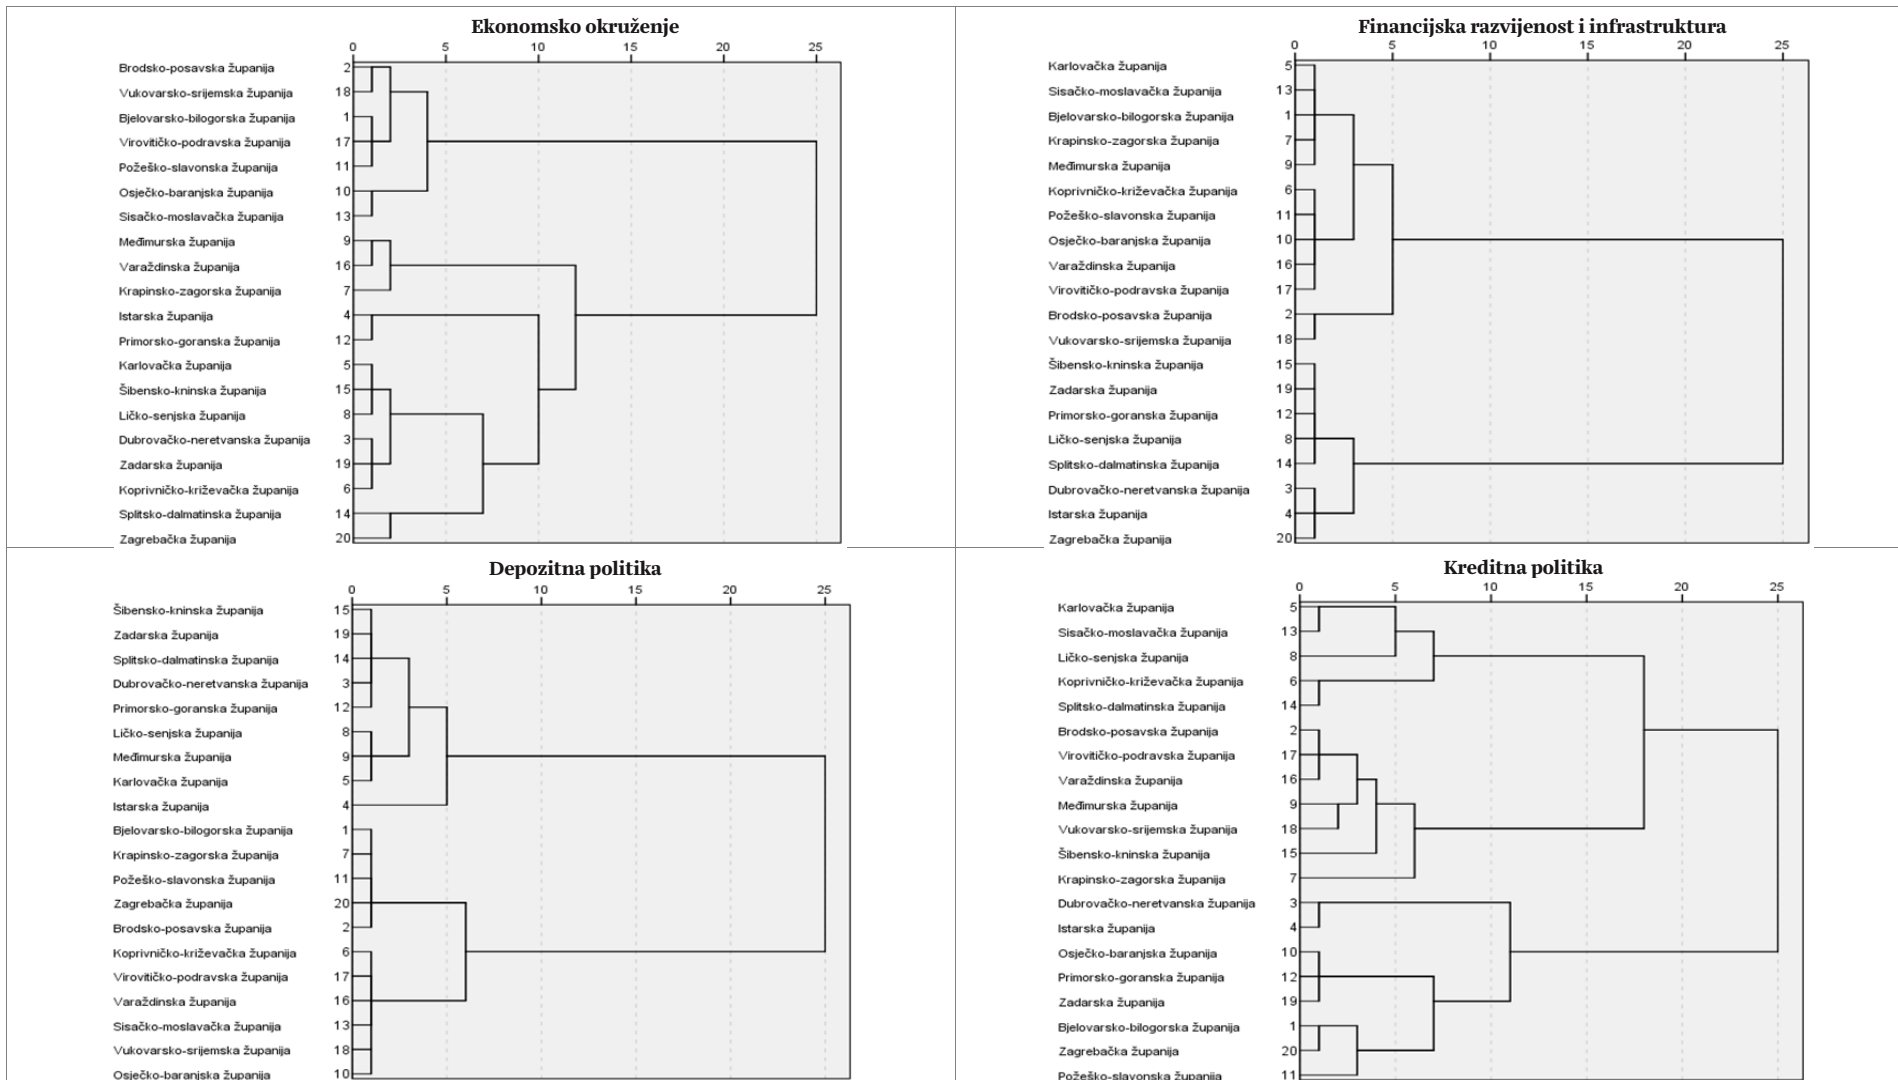 Ekonomsko okruženje
0 5 10 15 20 25
Brodsko-posavska županija 2
Vukovarsko-srijemska županija 18
Bjelovarsko-bilogorska županija 1
Virovitičko-podravska županija 17
Požeško-slavonska županija 11
Osječko-baranjska županija 10
Sisačko-moslavačka županija 13
Međimurska županija 9
Varaždinska županija 16
Krapinsko-zagorska županija 7
Istarska županija 4
Primorsko-goranska županija 12
Karlovačka županija 5
Šibensko-kninska županija 15
Ličko-senjska županija 8
Dubrovačko-neretvanska županija 3
Zadarska županija 19
Koprivničko-križevačka županija 6
Splitsko-dalmatinska županija 14
Zagrebačka županija 20
Financijska razvijenost i infrastruktura
0 5 10 15 20 25
Karlovačka županija 5
Sisačko-moslavačka županija 13
Bjelovarsko-bilogorska županija 1
Krapinsko-zagorska županija 7
Međimurska županija 9
Koprivničko-križevačka županija 6
Požeško-slavonska županija 11
Osječko-baranjska županija 10
Varaždinska županija 16
Virovitičko-podravska županija 17
Brodsko-posavska županija 2
Vukovarsko-srijemska županija 18
Šibensko-kninska županija 15
Zadarska županija 19
Primorsko-goranska županija 12
Ličko-senjska županija 8
Splitsko-dalmatinska županija 14
Dubrovačko-neretvanska županija 3
Istarska županija 4
Zagrebačka županija 20
Depozitna politika
0 5 10 15 20 25
Šibensko-kninska županija 15
Zadarska županija 19
Splitsko-dalmatinska županija 14
Dubrovačko-neretvanska županija 3
Primorsko-goranska županija 12
Ličko-senjska županija 8
Međimurska županija 9
Karlovačka županija 5
Istarska županija 4
Bjelovarsko-bilogorska županija 1
Krapinsko-zagorska županija 7
Požeško-slavonska županija 11
Zagrebačka županija 20
Brodsko-posavska županija 2
Koprivničko-križevačka županija 6
Virovitičko-podravska županija 17
Varaždinska županija 16
Sisačko-moslavačka županija 13
Vukovarsko-srijemska županija 18
Osječko-baranjska županija 10
Kreditna politika
0 5 10 15 20 25
Karlovačka županija 5
Sisačko-moslavačka županija 13
Ličko-senjska županija 8
Koprivničko-križevačka županija 6
Splitsko-dalmatinska županija 14
Brodsko-posavska županija 2
Virovitičko-podravska županija 17
Varaždinska županija 16
Međimurska županija 9
Vukovarsko-srijemska županija 18
Šibensko-kninska županija 15
Krapinsko-zagorska županija 7
Dubrovačko-neretvanska županija 3
Istarska županija 4
Osječko-baranjska županija 10
Primorsko-goranska županija 12
Zadarska županija 19
Bjelovarsko-bilogorska županija 1
Zagrebačka županija 20
Požeško-slavonska županija 11